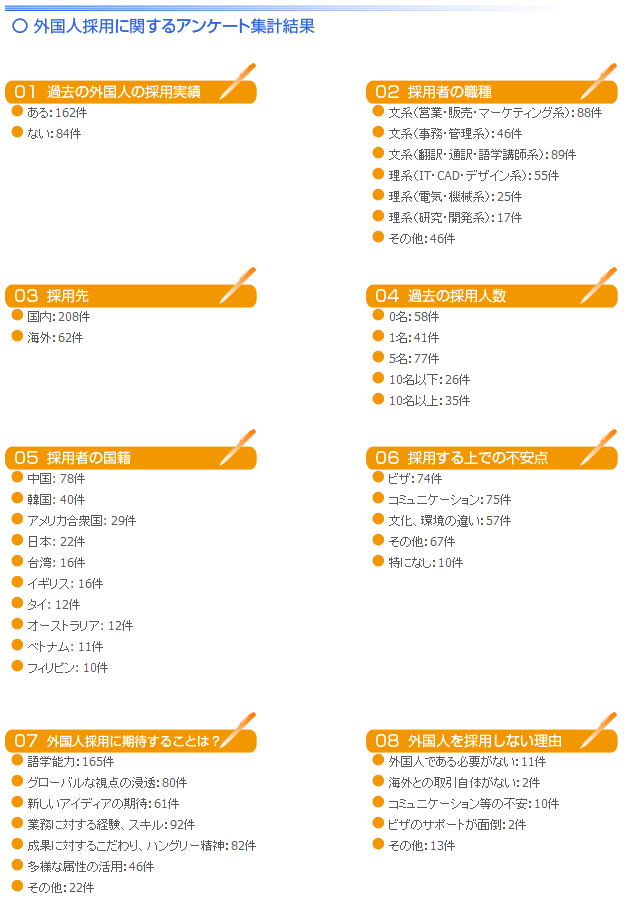 外国人採用に関するアンケート集計結果
01 過去の外国人の採用実績
ある：162件
ない：84件
02 採用者の職種
文系（営業・販売・マーケティング系）：88件
文系（事務・管理系）：46件
文系（翻訳・通訳・語学講師系）：89件
理系（IT・CAD・デザイン系）：55件
理系（電気・機械系）：25件
理系（研究・開発系）：17件
その他：46件
03 採用先
国内：208件
海外：62件
04 過去の採用人数
0名：58件
1名：41件
5名：77件
10名以下：26件
10名以上：35件
05 採用者の国籍
中国： 78件
韓国： 40件
アメリカ合衆国： 29件
日本： 22件
台湾： 16件
イギリス： 16件
タイ： 12件
オーストラリア： 12件
ベトナム： 11件
フィリピン： 10件
06 採用する上での不安点
ビザ：74件
コミュニケーション：75件
文化、環境の違い：57件
その他：67件
特になし：10件
07 外国人採用に期待することは？
語学能力：165件
グローバルな視点の浸透：80件
新しいアイディアの期待：61件
業務に対する経験、スキル：92件
成果に対するこだわり、ハングリー精神：82件
多様な属性の活用：46件
その他：22件
08 外国人を採用しない理由
外国人である必要がない：11件
海外との取引自体がない：2件
コミュニケーション等の不安：10件
ビザのサポートが面倒：2件
その他：13件